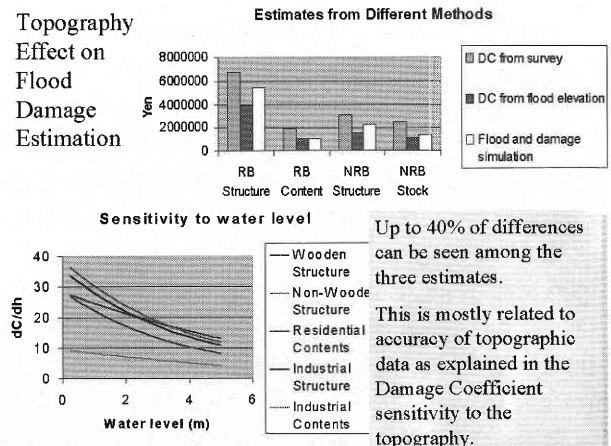 Topography
Effect on
Flood
Damage
Estimation
Estimates from Different Methods
Yen
8000000
6000000
4000000
2000000
0
RB
Structure
RB
Content
NRB
Structure
NRB
Stock
DC from survey
DC from flood elevation
Flood and damage
simulation
Sensitivity to water level
dC/dh
40
30
20
10
0
0
2
4
6
Water level (m)
Wooden
Structure
Non-Woode
Structure
Residential
Contents
Industrial
Structure
Industrial
Contents
Up to 40% of differences
can be seen among the
three estimates.
This is mostly related to
accuracy of topographic
data as explained in the
Damage Coefficient
sensitivity to the
topography.